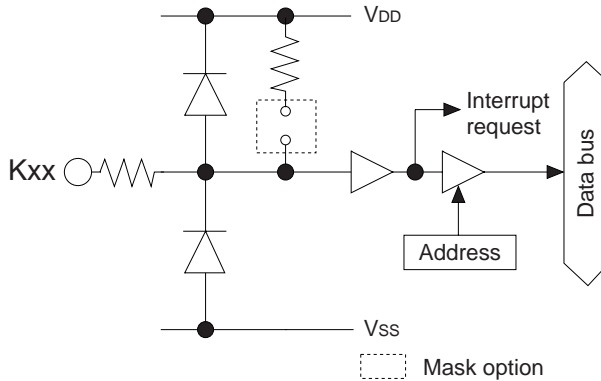 VDD
Interrupt
request
Kxx
Data bus
Address
VSS
Mask option